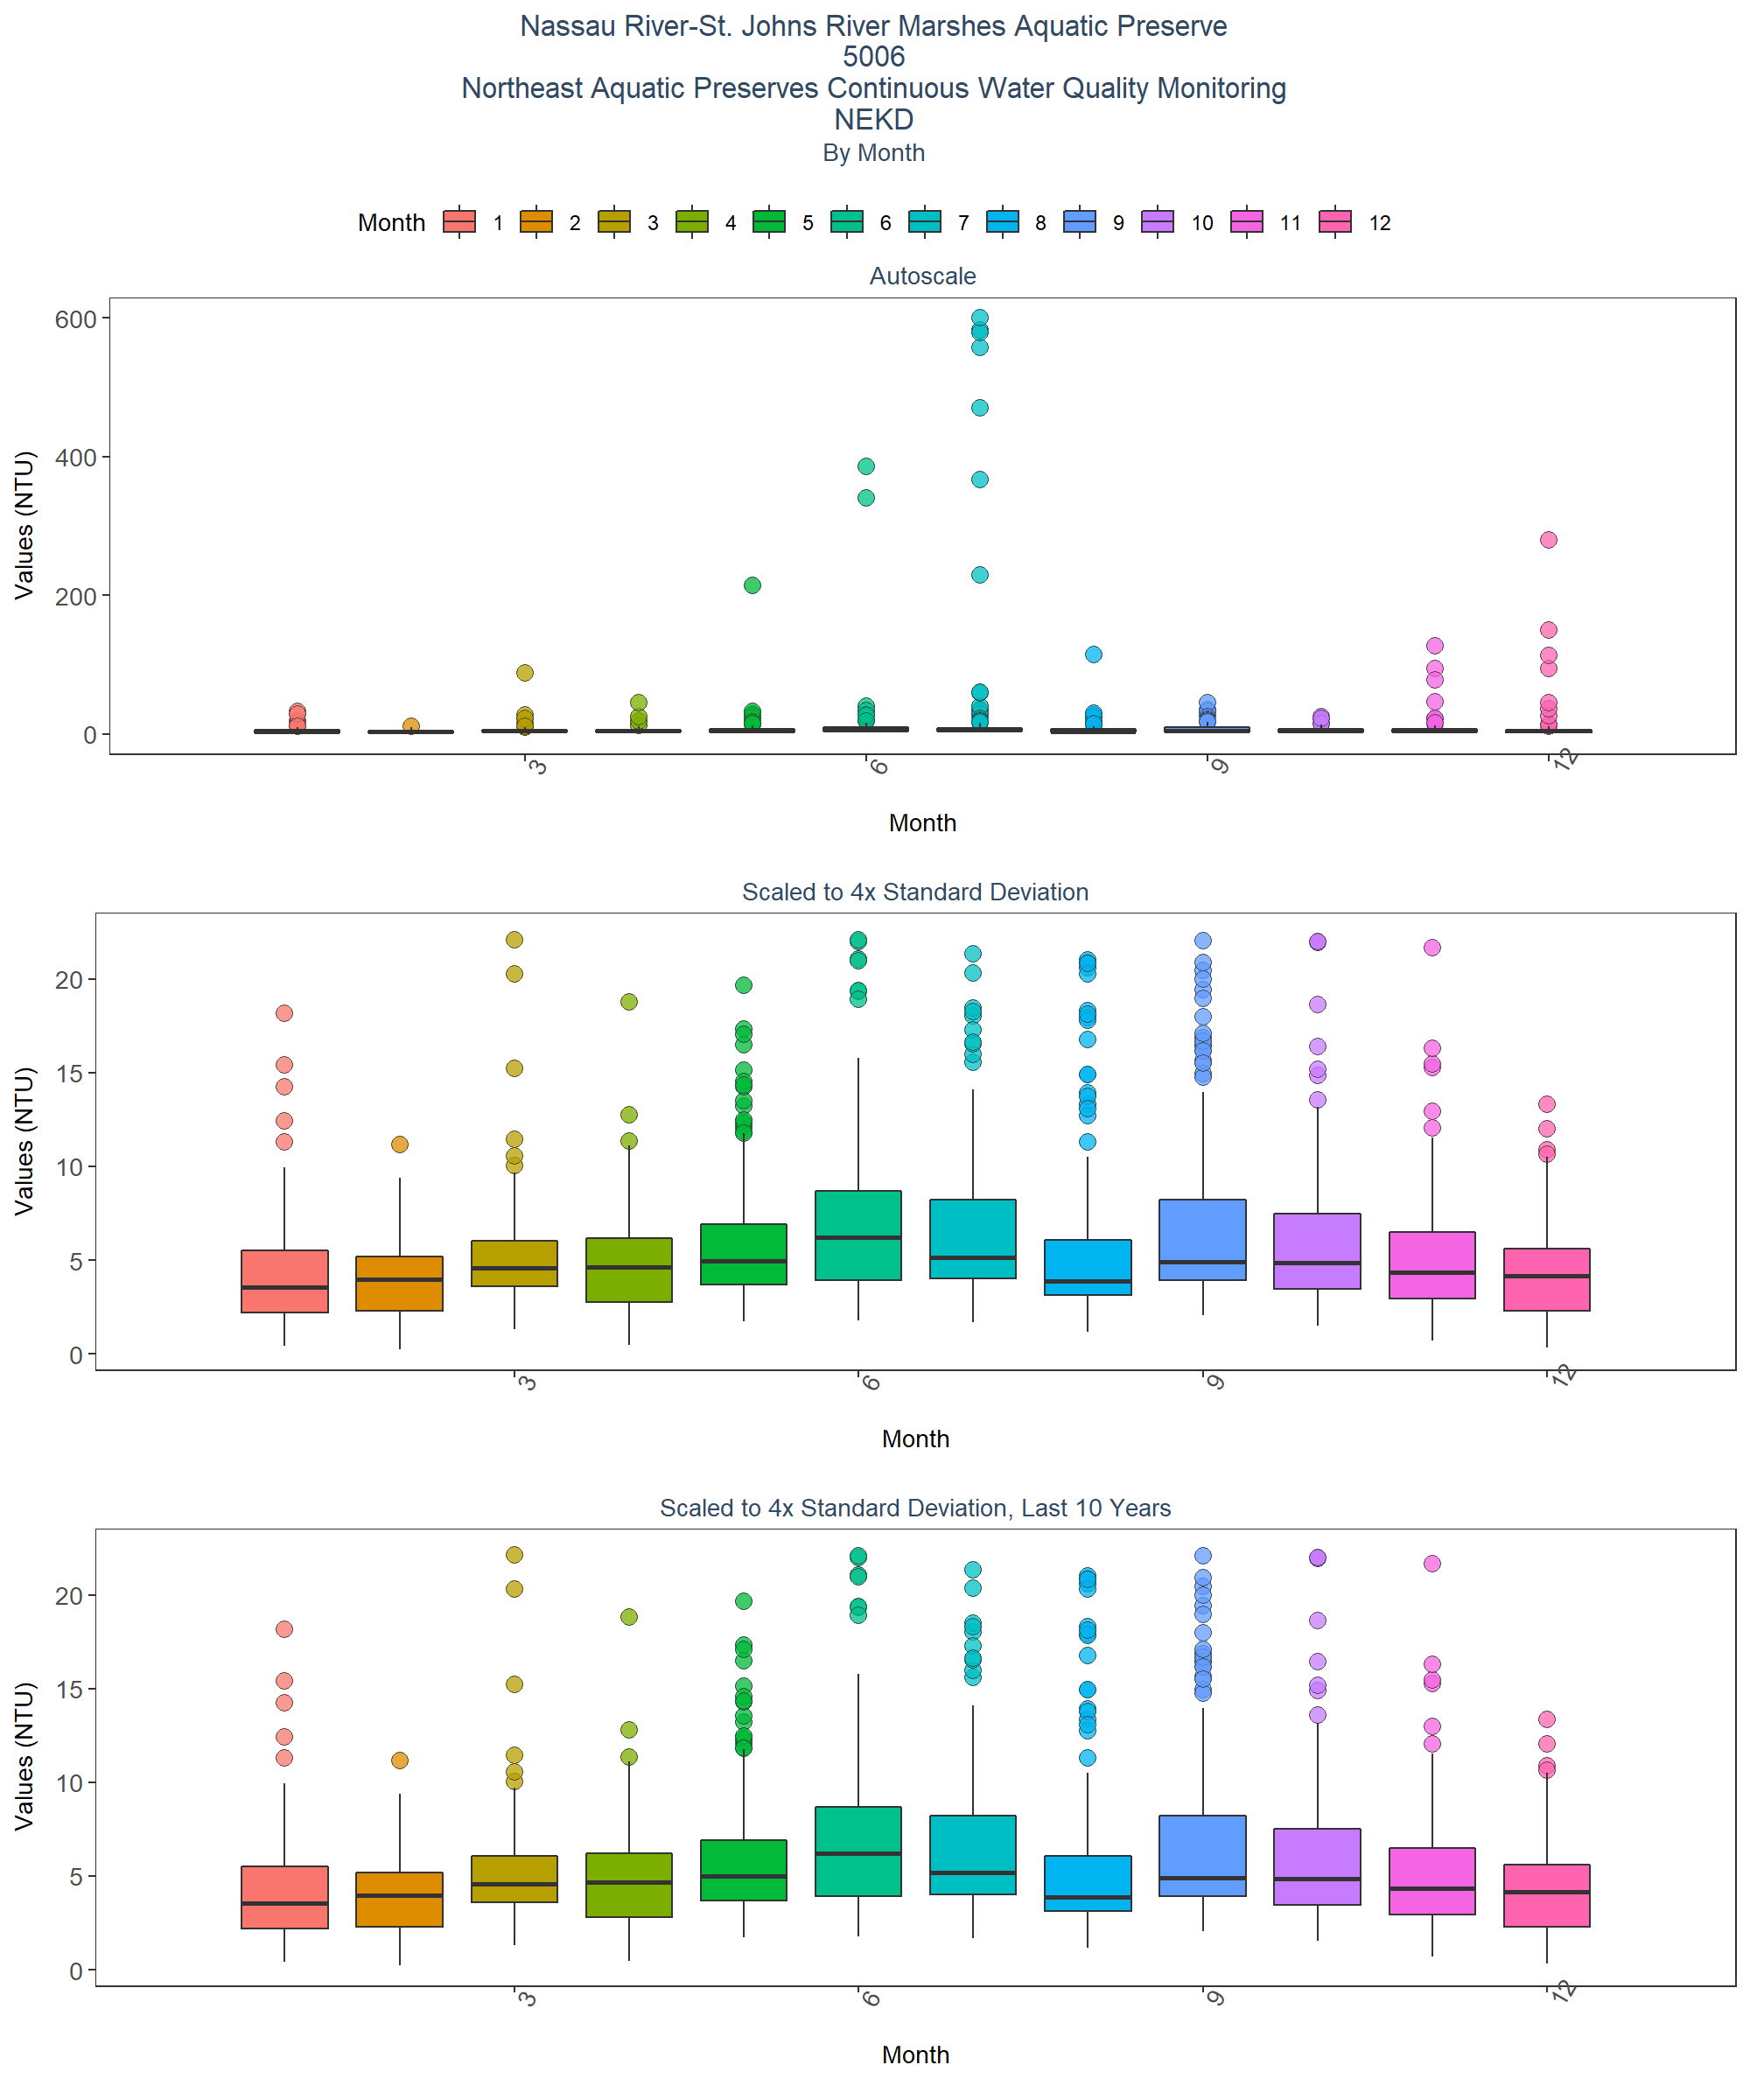 Nassau River-St. Johns River Marshes Aquatic Preserve
5006
Northeast Aquatic Preserves Continuous Water Quality Monitoring
NEKD
By Month
Month 1 2 3 4 5 6 7 8 9 10 11 12
Autoscale
Values (NTU)
600
400
200
0
3 6 9 12
Month
Scaled to 4x Standard Deviation
Values (NTU)
20
15
10
5
0
3 6 9 12
Month
Scaled to 4x Standard Deviation, Last 10 Years
Values (NTU)
20
15
10
5
0
3 6 9 12
Month